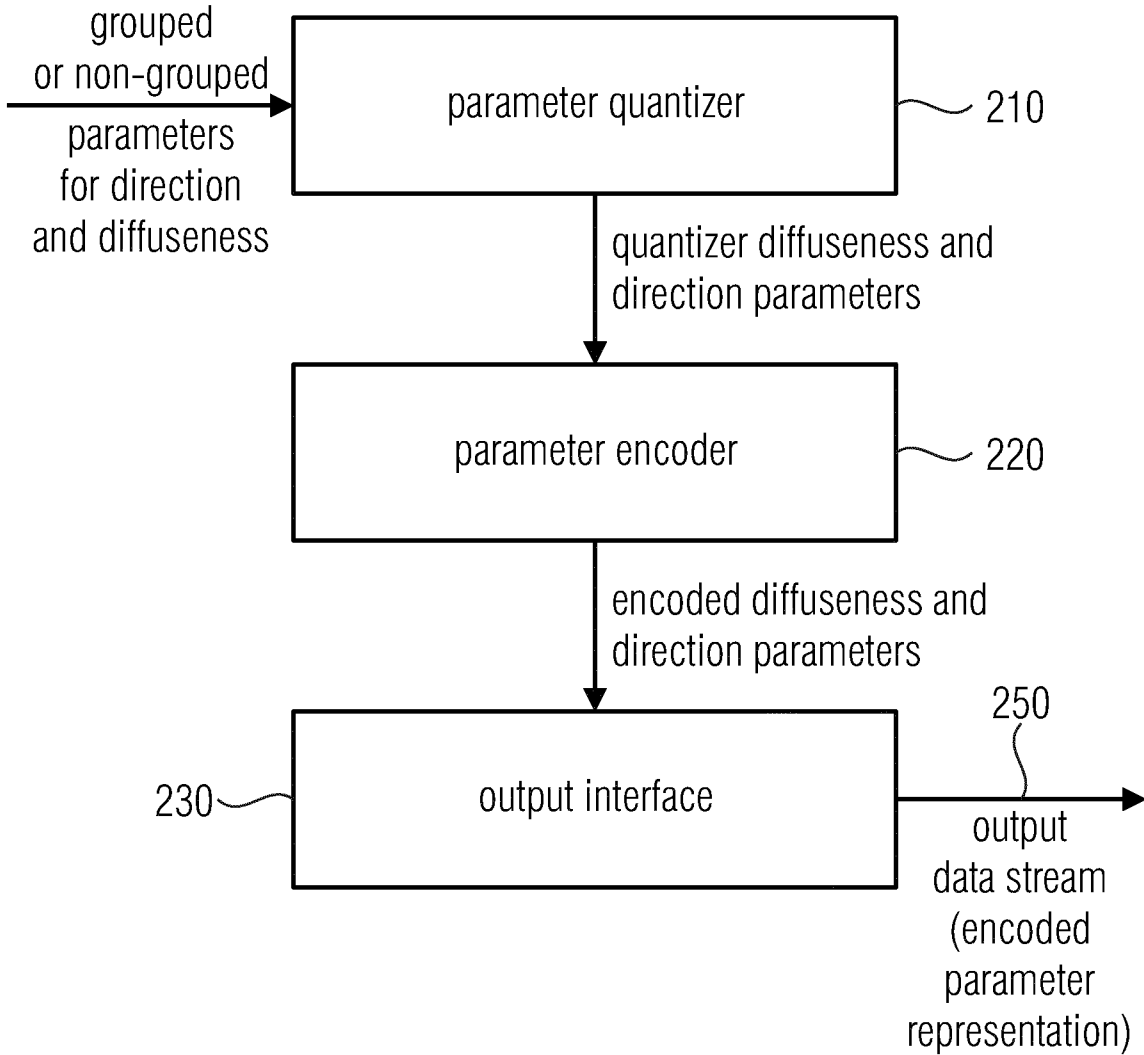 grouped
or non-grouped
parameters
for direction
and diffuseness
parameter quantizer
210
quantizer diffuseness and
direction parameters
parameter encoder
220
encoded diffuseness and
direction parameters
230
output interface
250
output
data stream
(encoded
parameter
representation)